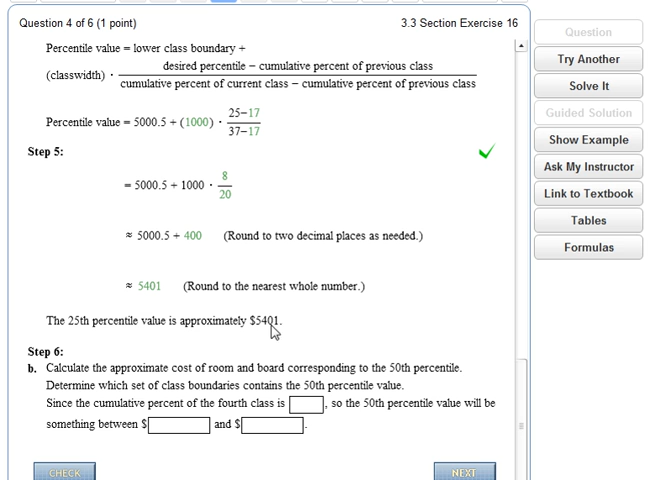 Question 4 of 6 (1 point)
3.3 Section Exercise 16
Percentile value = lower class boundary +
(classwidth) · desired percentile − cumulative percent of previous class
cumulative percent of current class − cumulative percent of previous class
Percentile value = 5000.5 + (1000) · 25−17
37−17
Step 5:
= 5000.5 + 1000 · 8
20
≈ 5000.5 + 400 (Round to two decimal places as needed.)
≈ 5401 (Round to the nearest whole number.)
The 25th percentile value is approximately $5401.
Step 6:
b. Calculate the approximate cost of room and board corresponding to the 50th percentile.
Determine which set of class boundaries contains the 50th percentile value.
Since the cumulative percent of the fourth class is , so the 50th percentile value will be
something between $ and $ .
CHECK
NEXT
Question
Try Another
Solve It
Guided Solution
Show Example
Ask My Instructor
Link to Textbook
Tables
Formulas